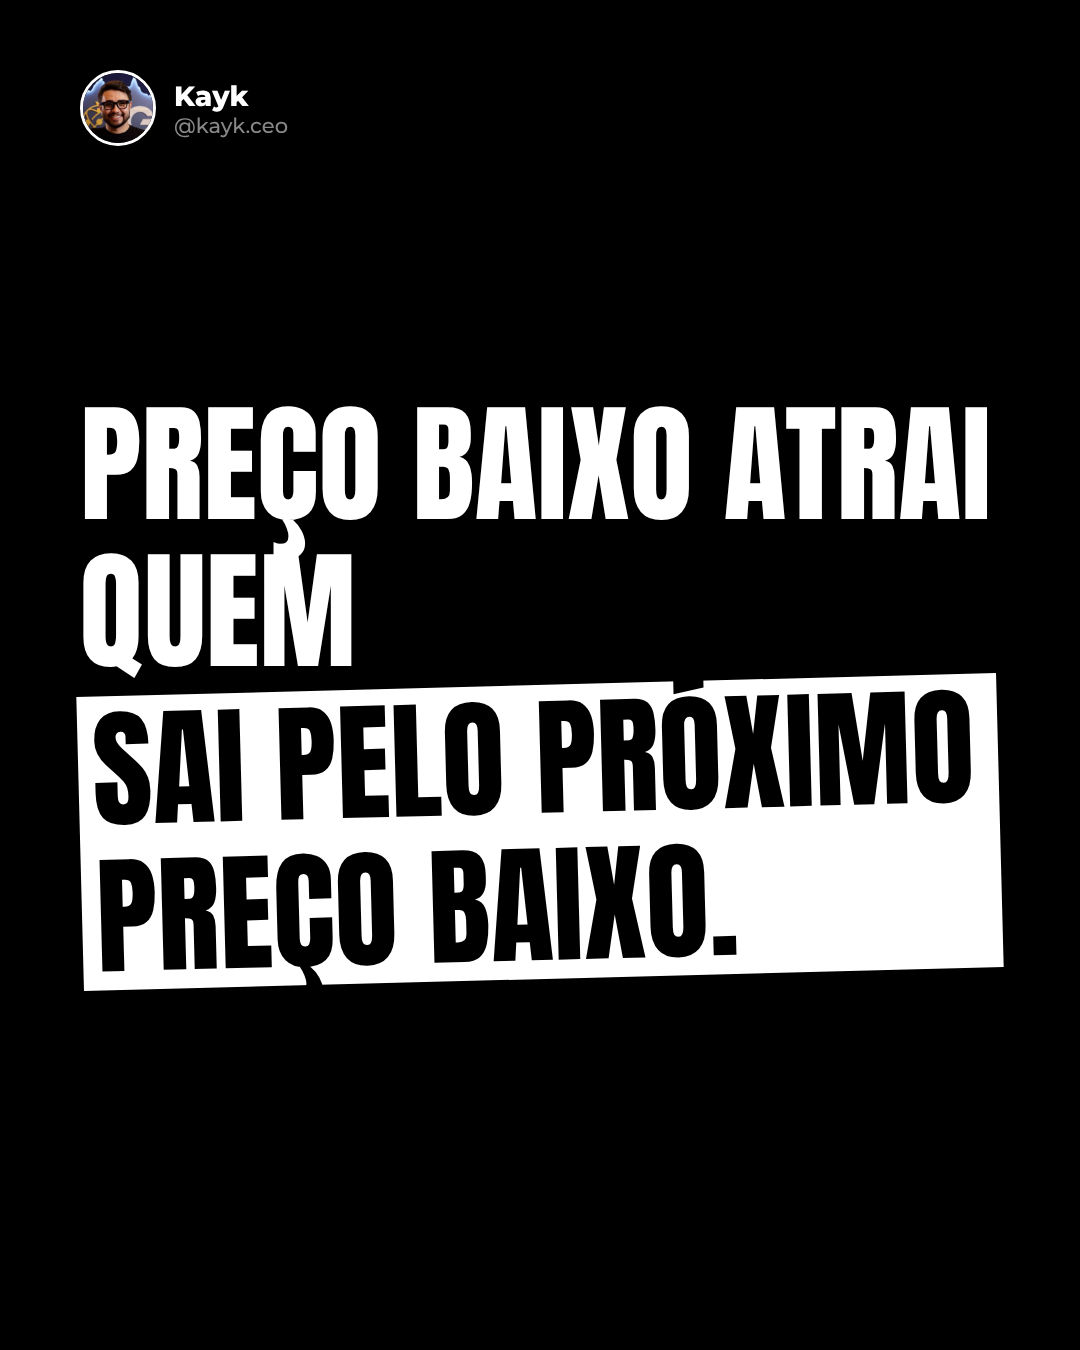 Kayk
@kayk.ceo
PREÇO BAIXO ATRAI
QUEM
SAI PELO PRÓXIMO
PREÇO BAIXO.